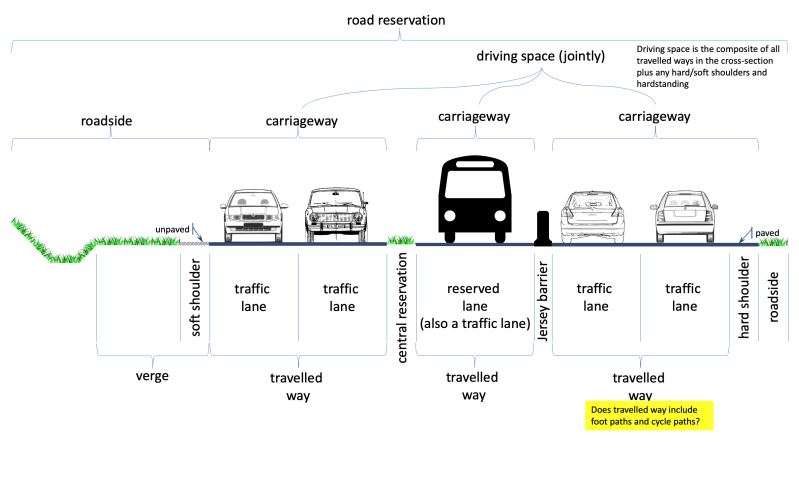 road reservation
driving space (jointly)
Driving space is the composite of all
travelled ways in the cross-section
plus any hard/soft shoulders and
hardstanding
roadside
carriageway
carriageway
carriageway
unpaved
paved
soft shoulder
traffic
lane
traffic
lane
central reservation
reserved
lane
(also a traffic lane)
Jersey barrier
traffic
lane
traffic
lane
hard shoulder
roadside
verge
travelled
way
travelled
way
travelled
way
Does travelled way include
foot paths and cycle paths?